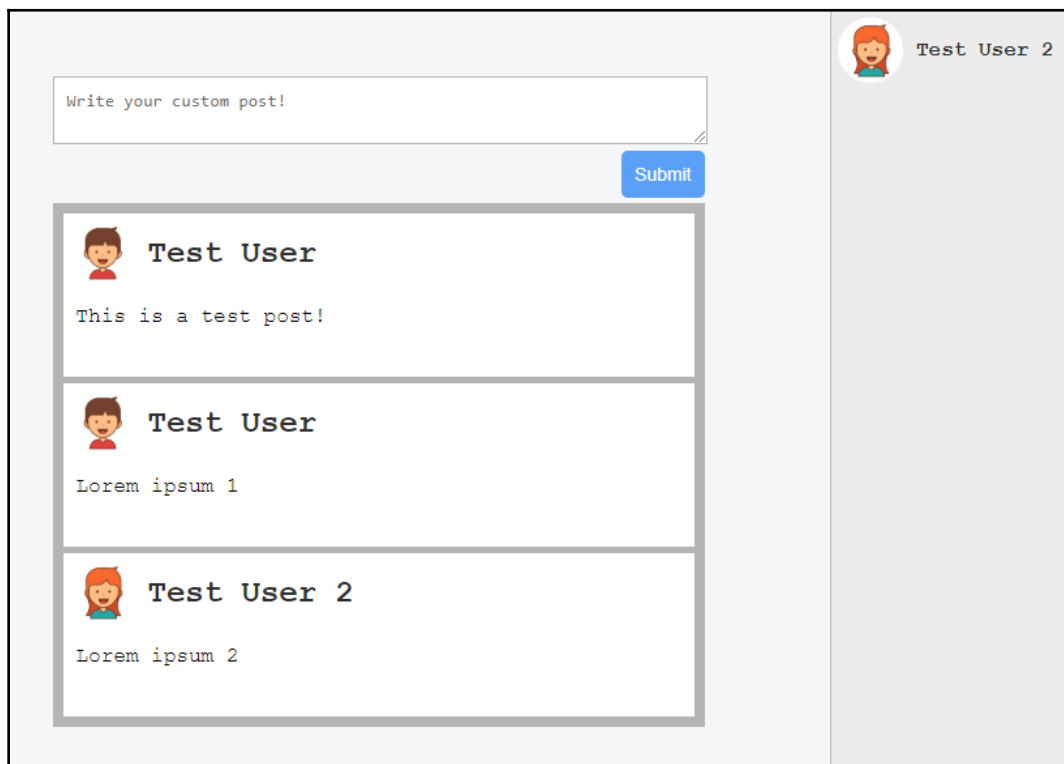 Test User 2
Write your custom post!
Submit
Test User
This is a test post!
Test User
Lorem ipsum 1
Test User 2
Lorem ipsum 2